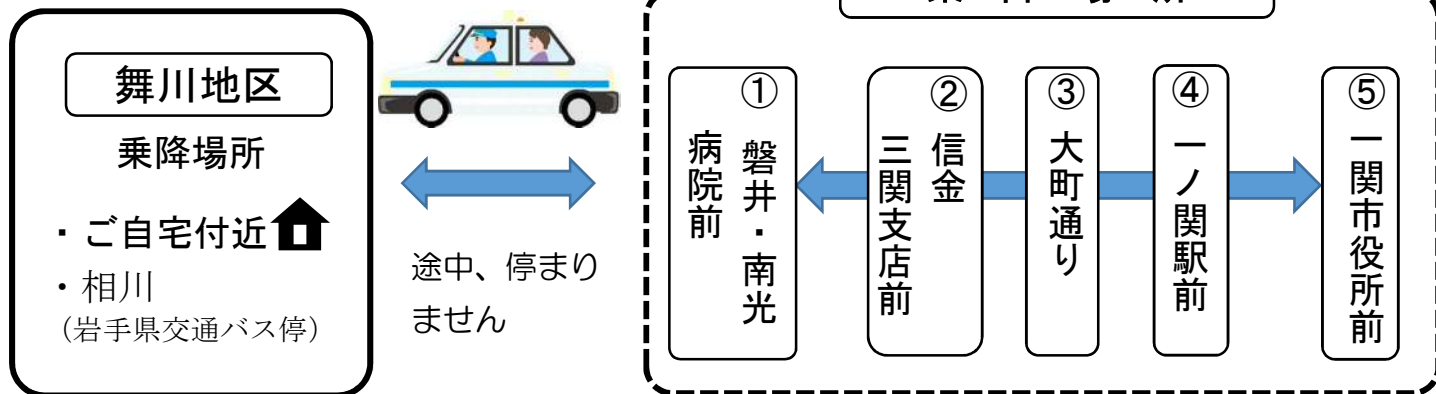 舞川地区
乗降場所
・ご自宅付近
・相川
（岩手県交通バス停）
途中、停まり
ません
①磐井・南光
病院前
②信金
三関支店前
③大町通り
④一ノ関駅前
⑤一関市役所前